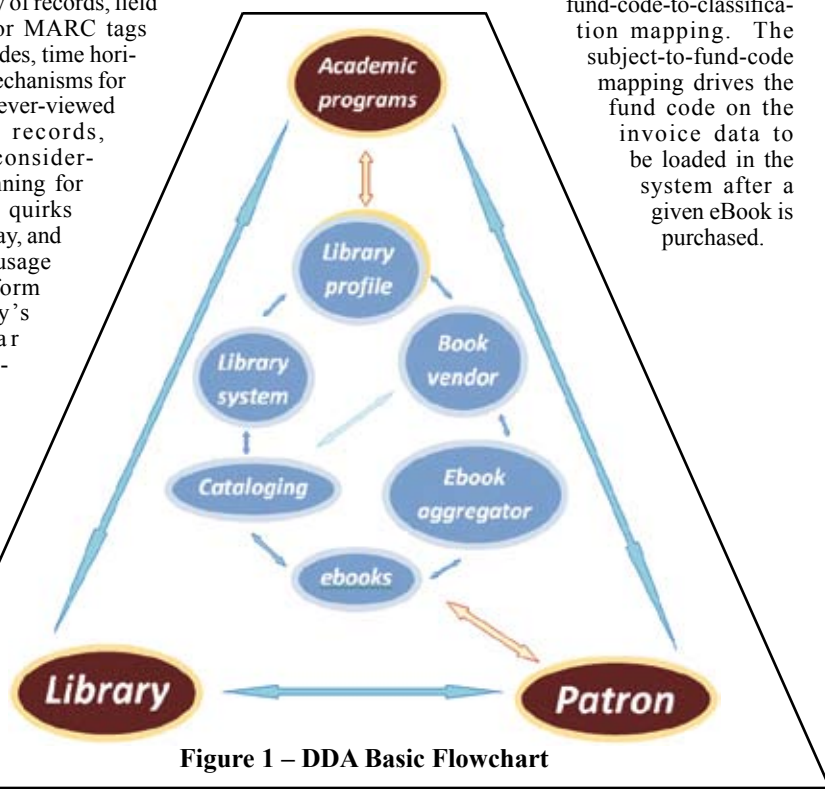 y of records, field
or MARC tags
des, time hori-
echanisms for
ever-viewed
records,
consider-
ning for
quirks
ay, and
usage
form
y's
ar
-
fund-code-to-classifica-
tion mapping. The
subject-to-fund-code
mapping drives the
fund code on the
invoice data to
be loaded in the
system after a
given eBook is
purchased.
Academic
programs
Library
profile
Library
system
Book
vendor
Cataloging
Ebook
aggregator
ebooks
Library
Patron
Figure 1 – DDA Basic Flowchart